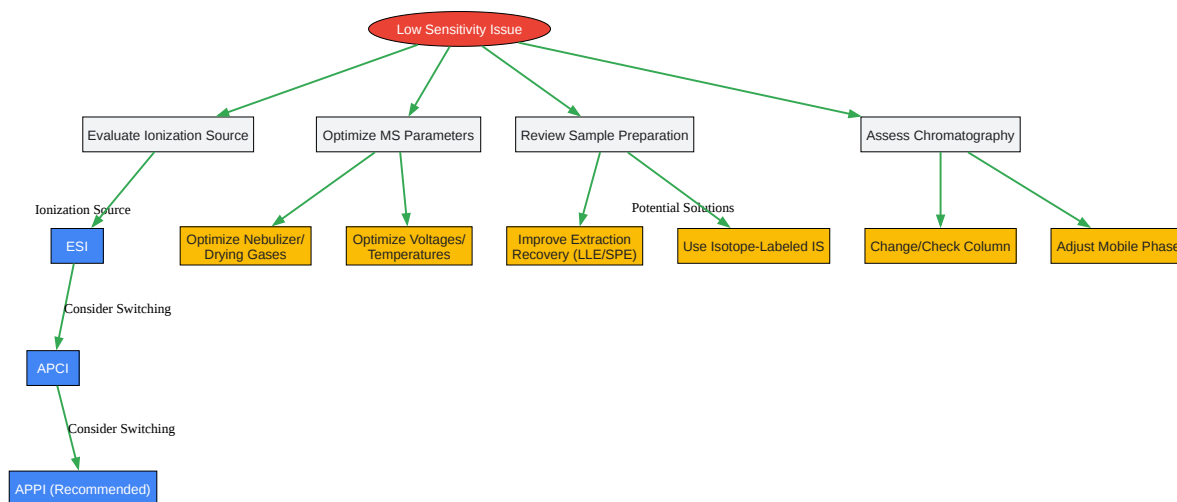 Low Sensitivity Issue
Evaluate Ionization Source
Optimize MS Parameters
Review Sample Preparation
Assess Chromatography
Ionization Source
Potential Solutions
ESI
Optimize Nebulizer/
Drying Gases
Optimize Voltages/
Temperatures
Improve Extraction
Recovery (LLE/SPE)
Use Isotope-Labeled IS
Change/Check Column
Adjust Mobile Phase
Consider Switching
APCI
Consider Switching
APPI (Recommended)